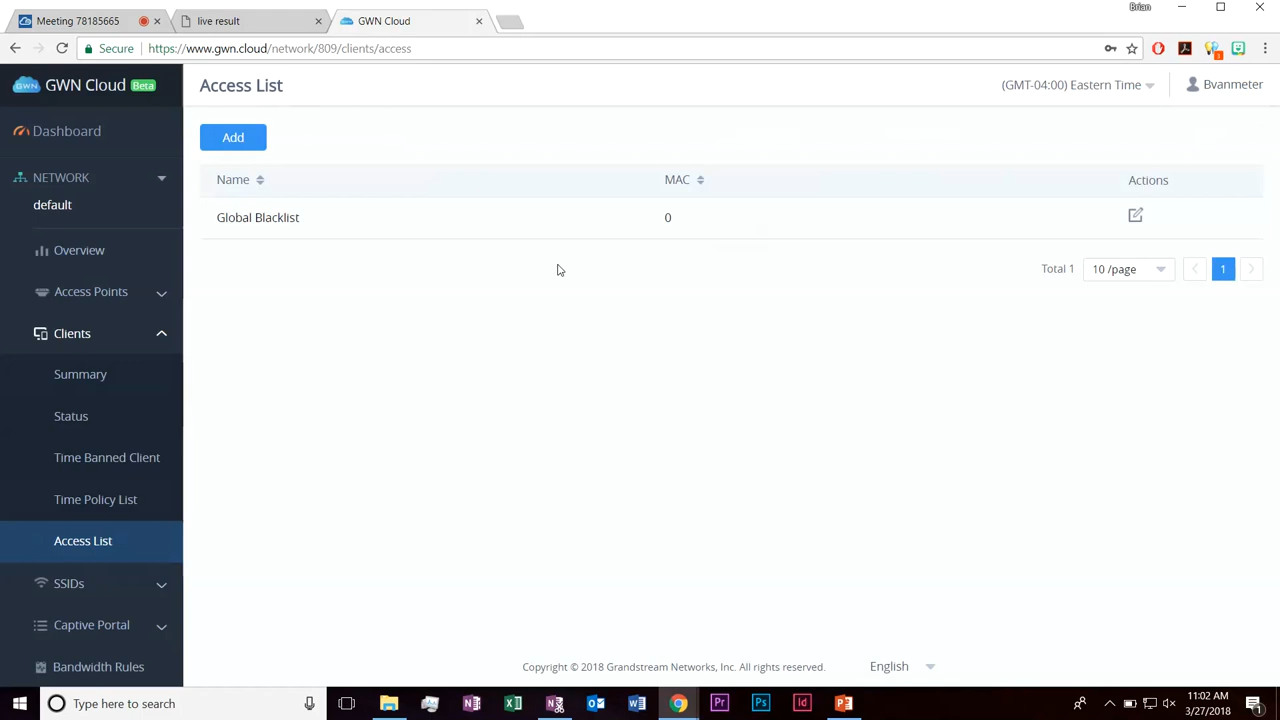 Brian
Meeting 78185665
live result
GWN Cloud
Secure
https://www.gwn.cloud/network/809/clients/access
GWN
GWN Cloud Beta
Access List
(GMT-04:00) Eastern Time
Bvanmeter
Dashboard
Add
NETWORK
default
Name
MAC
Actions
Global Blacklist
0
Total 1
10 /page
1
Overview
Access Points
Clients
Summary
Status
Time Banned Client
Time Policy List
Access List
SSIDs
Captive Portal
Bandwidth Rules
Copyright © 2018 Grandstream Networks, Inc. All rights reserved.
English
Type here to search
Pr
Ps
Id
11:02 AM
3/27/2018